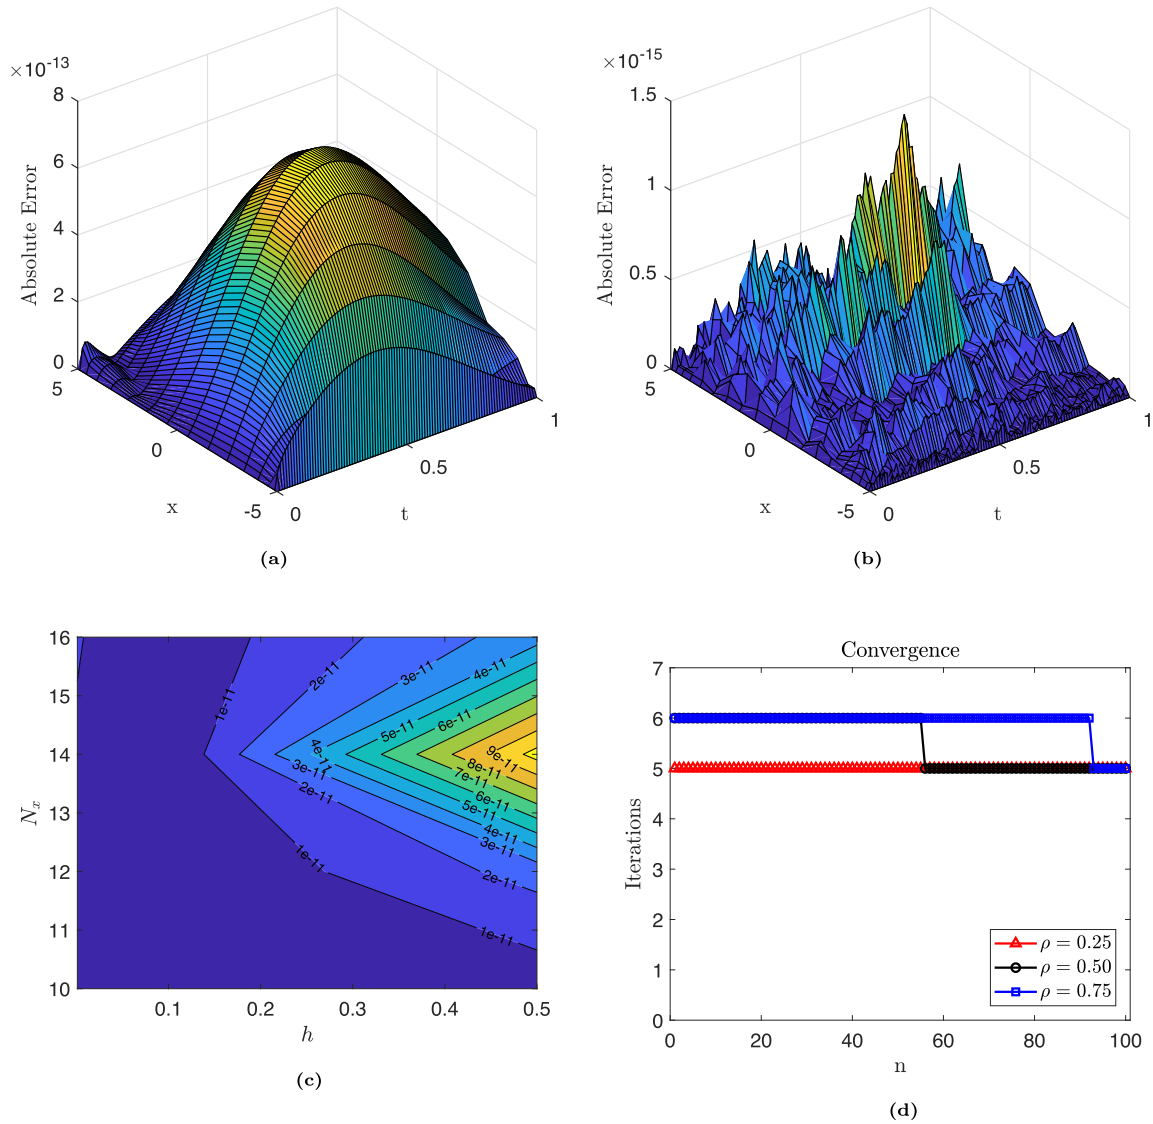 ×10⁻¹³
8
6
4
2
0
Absolute Error
5
0
-5
x
0
0.5
1
t
(a)
×10⁻¹⁵
1.5
1
0.5
0
Absolute Error
5
0
-5
x
0
0.5
1
t
(b)
16
15
14
13
12
11
10
N_x
0.1
0.2
0.3
0.4
0.5
h
1e-11
2e-11
3e-11
4e-11
5e-11
6e-11
4e-11
3e-11
2e-11
9e-11
8e-11
7e-11
6e-11
5e-11
4e-11
3e-11
2e-11
1e-11
1e-11
(c)
Convergence
7
6
5
4
3
2
1
0
Iterations
0
20
40
60
80
100
n
ρ = 0.25
ρ = 0.50
ρ = 0.75
(d)